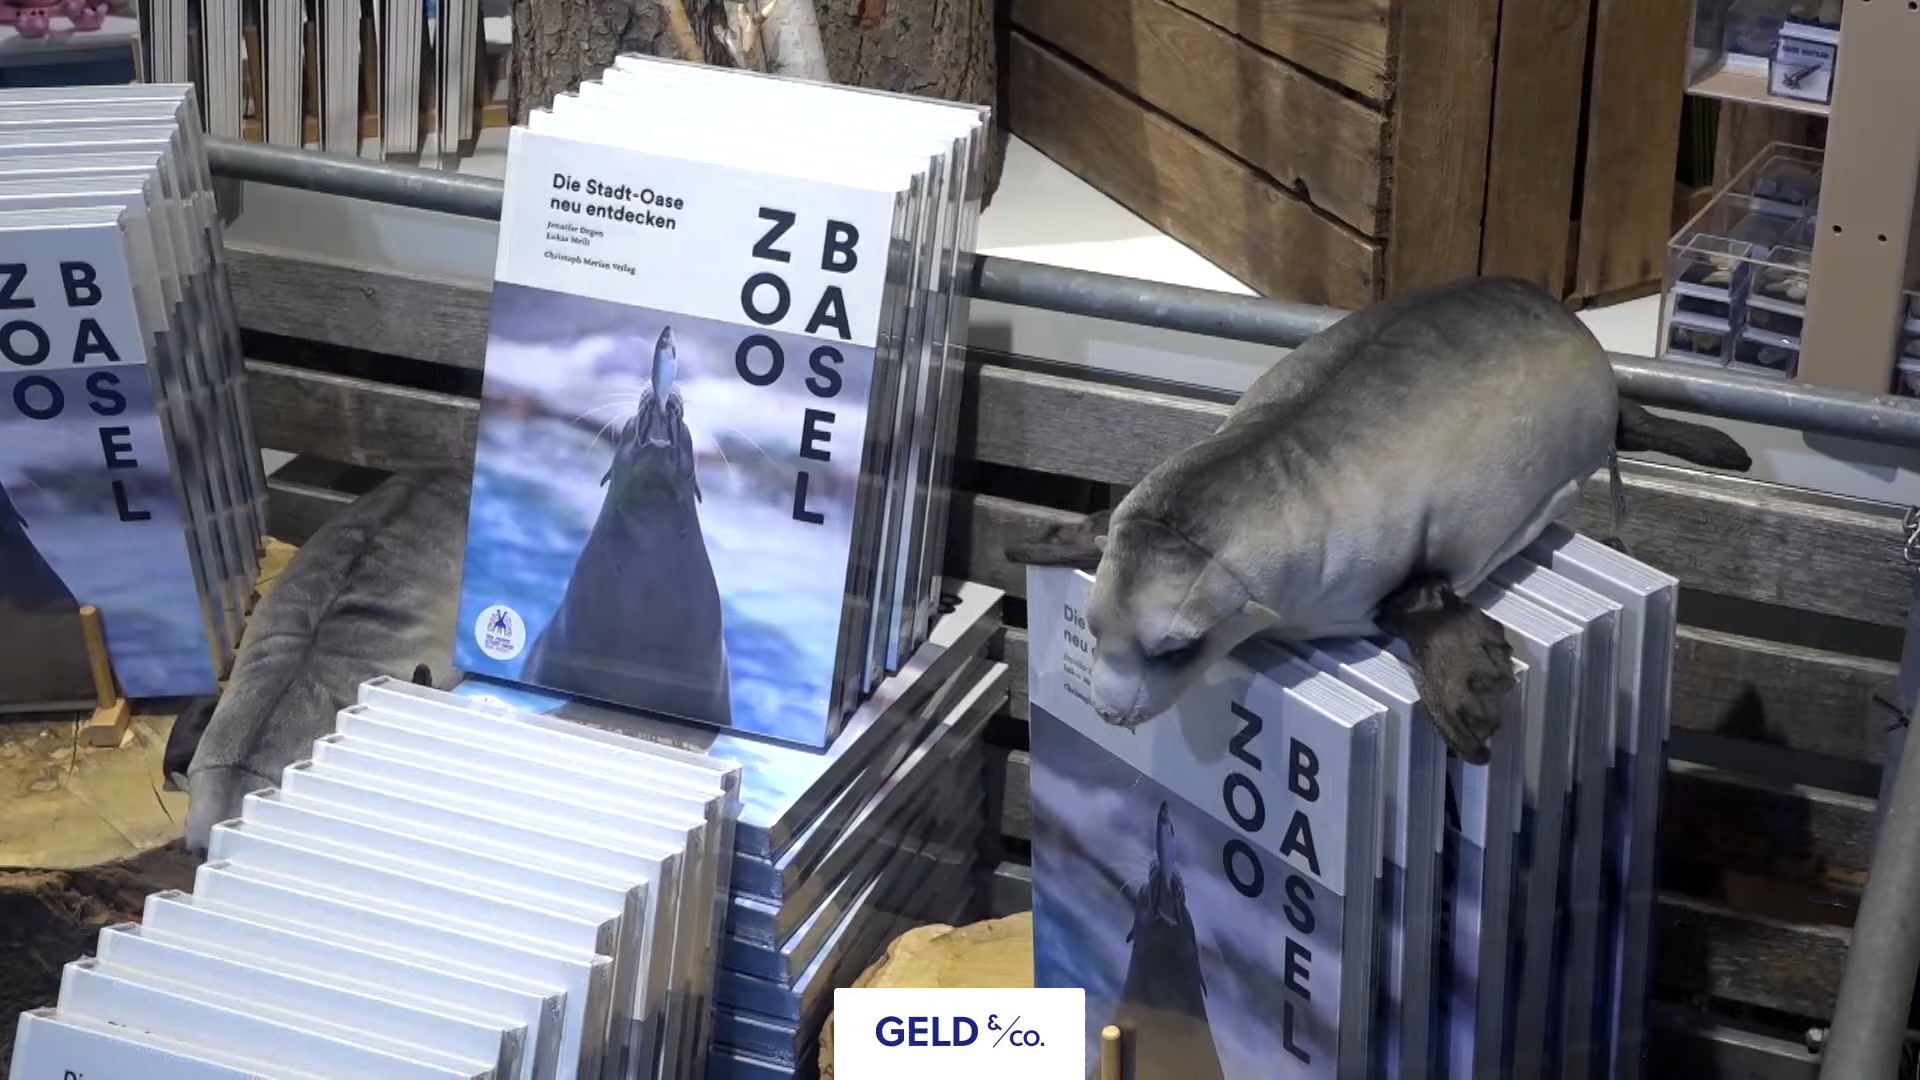 Die Stadt-Oase
neu entdecken
Jennifer Degen
Lukas Meili
Christoph Merian Verlag
ZOO
BASEL
ZOO
BASEL
Die
neu
ZOO
BASEL
GELD &/co.